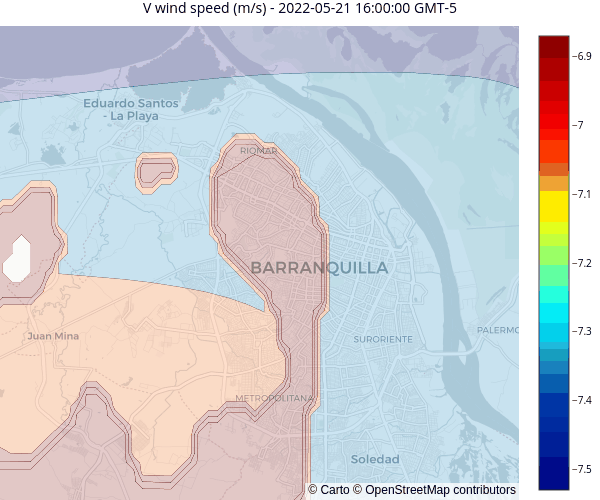 V wind speed (m/s) - 2022-05-21 16:00:00 GMT-5
Eduardo Santos
- La Playa
RIOMAR
BARRANQUILLA
Juan Mina
SURORIENTE
PALERMO
METROPOLITANA
Soledad
© Carto © OpenStreetMap contributors
−6.9
−7
−7.1
−7.2
−7.3
−7.4
−7.5